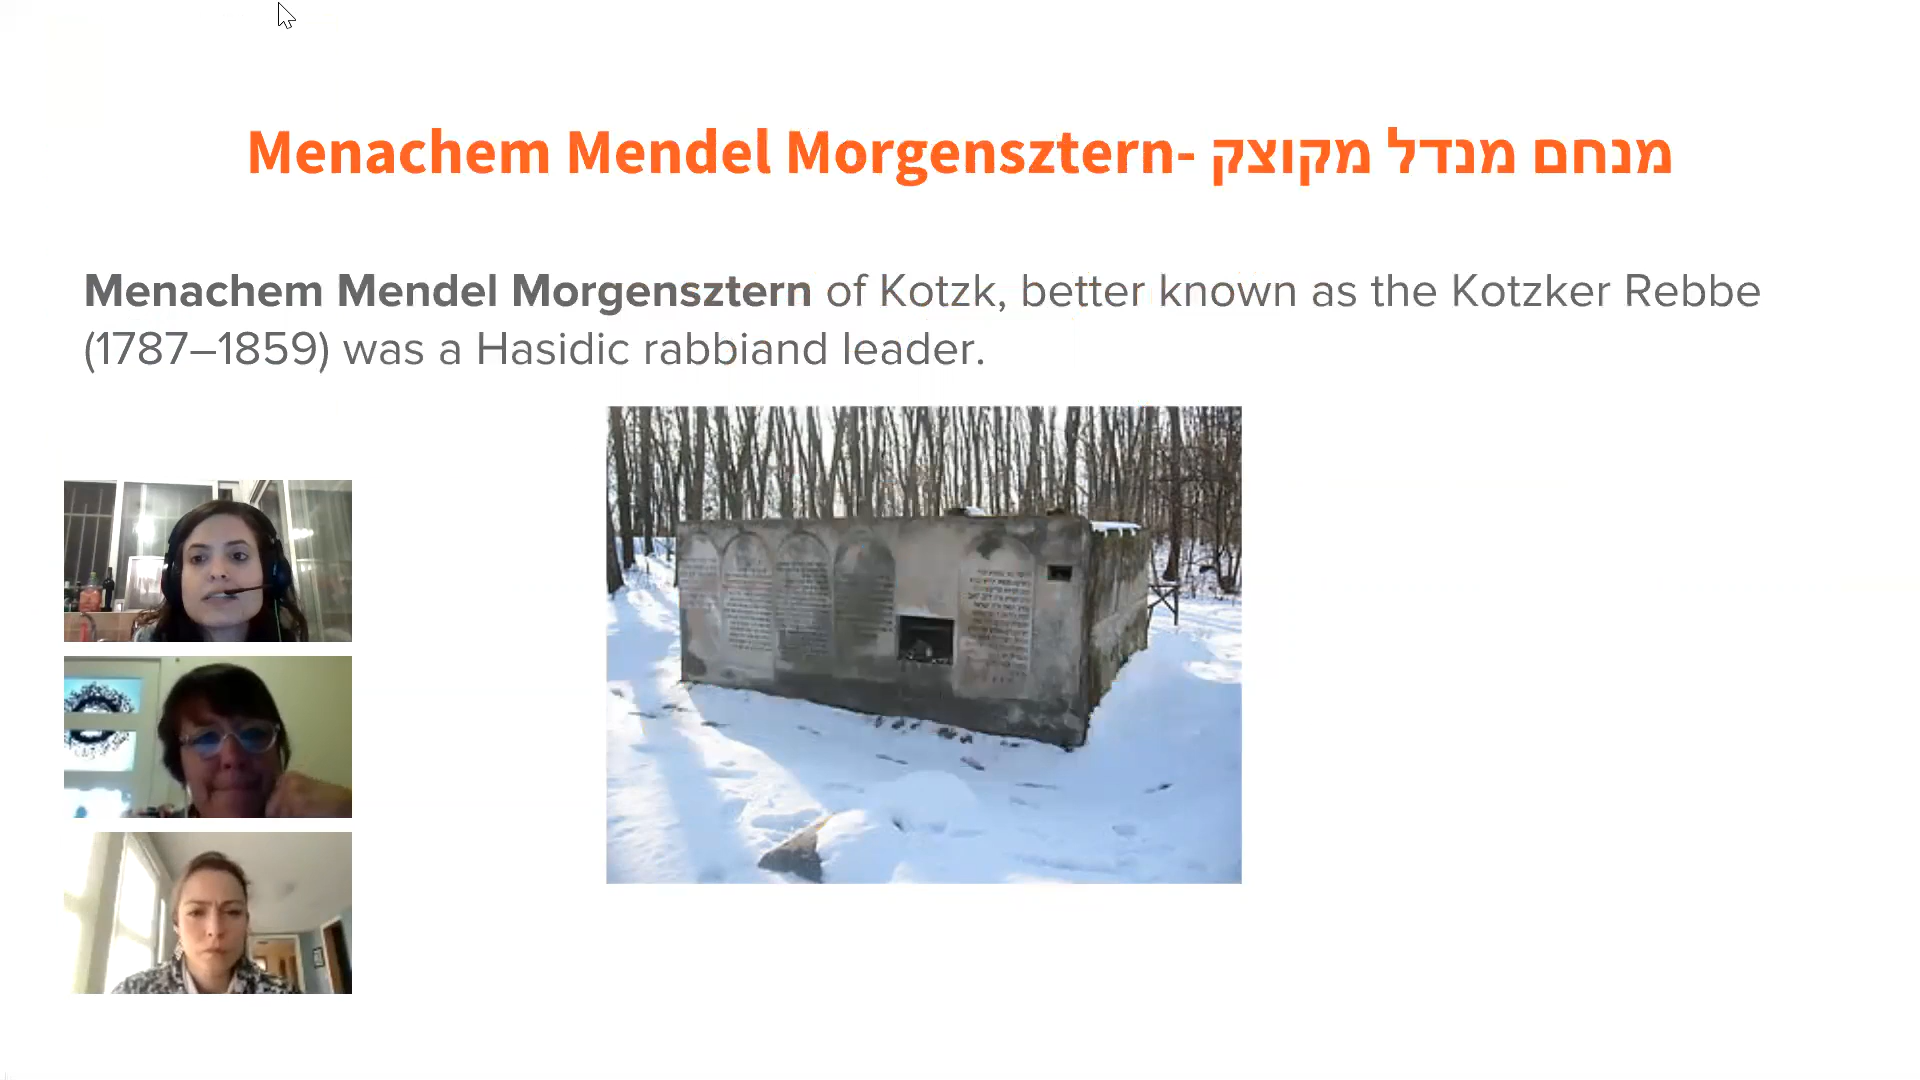 Menachem Mendel Morgensztern- מנחם מנדל מקוצק
Menachem Mendel Morgensztern of Kotzk, better known as the Kotzker Rebbe
(1787–1859) was a Hasidic rabbiand leader.